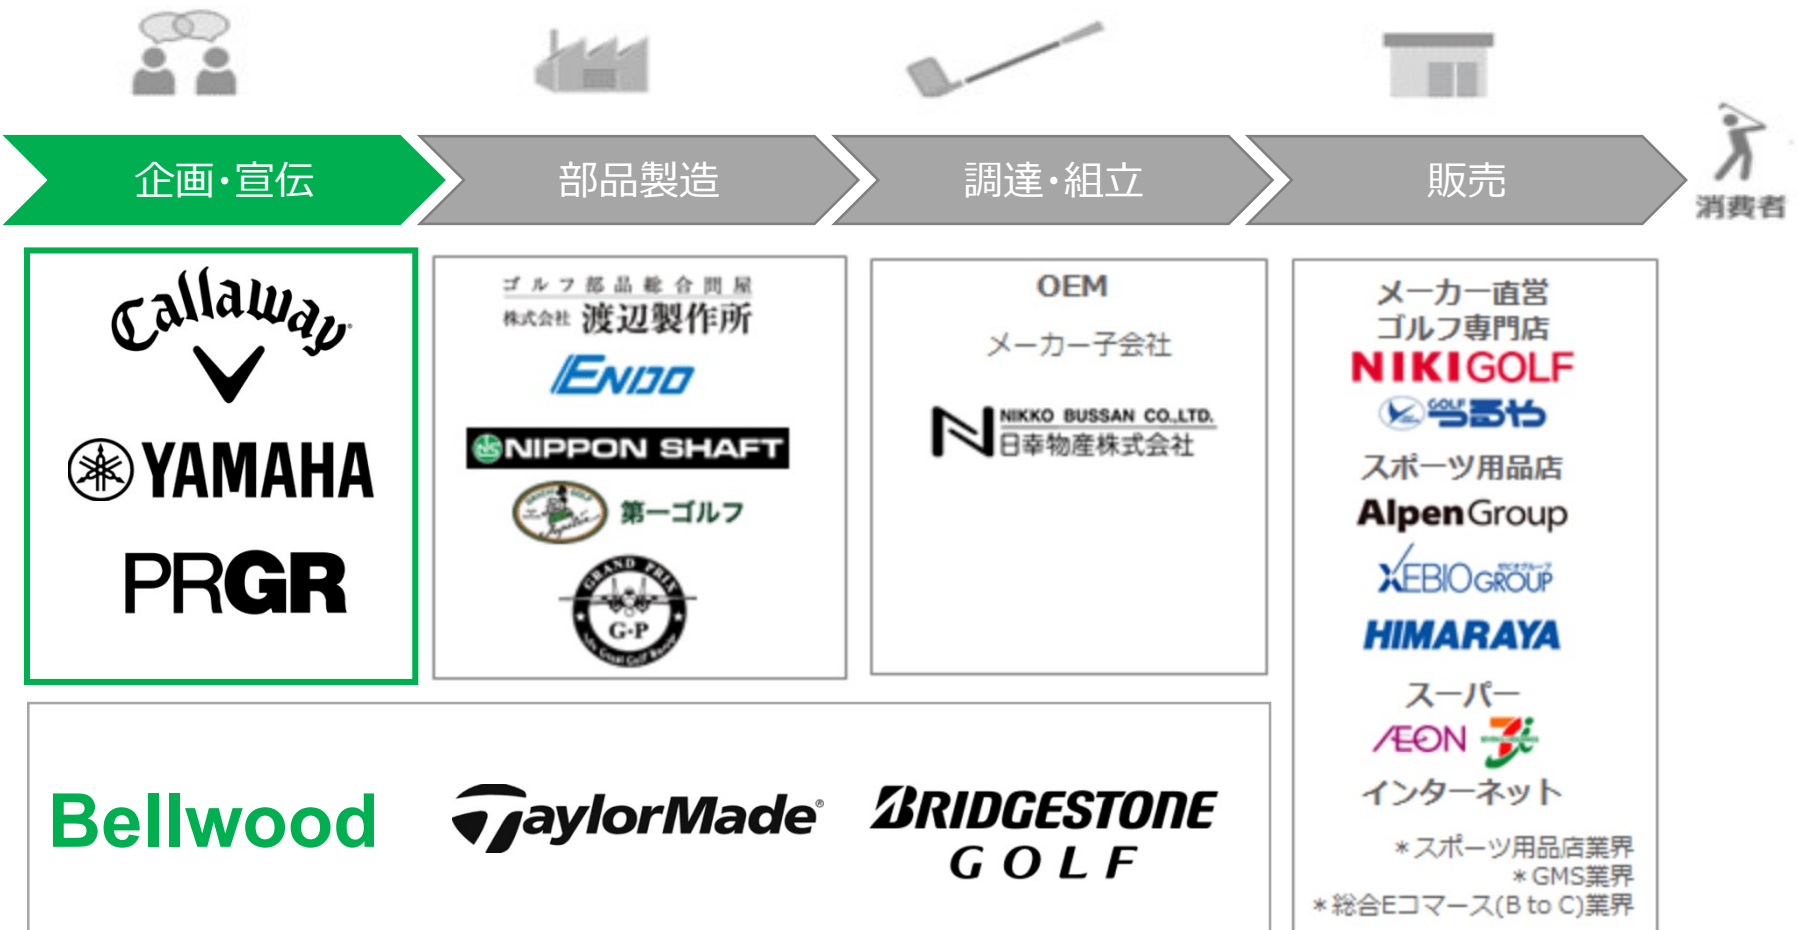 企画・宣伝
部品製造
調達・組立
販売
消費者
Callaway
YAMAHA
PRGR
ゴルフ部品総合問屋
株式会社 渡辺製作所
ENDO
NIPPON SHAFT
第一ゴルフ
GRAND PRIX
G・P
OEM
メーカー子会社
NIKKO BUSSAN CO.,LTD.
日幸物産株式会社
メーカー直営
ゴルフ専門店
NIKIGOLF
GOLF
つるや
スポーツ用品店
AlpenGroup
XEBIO GROUP
HIMARAYA
スーパー
ÆON
インターネット
*スポーツ用品店業界
*GMS業界
*総合Eコマース(B to C)業界
Bellwood
TaylorMade®
BRIDGESTONE
GOLF